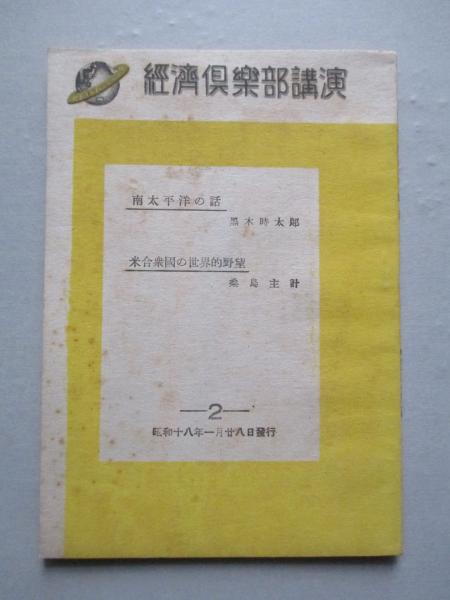 經濟倶樂部講演
南太平洋の話
黒木時太郎
米合衆國の世界的野望
桑島主計
—2—
昭和十八年一月廿八日發行